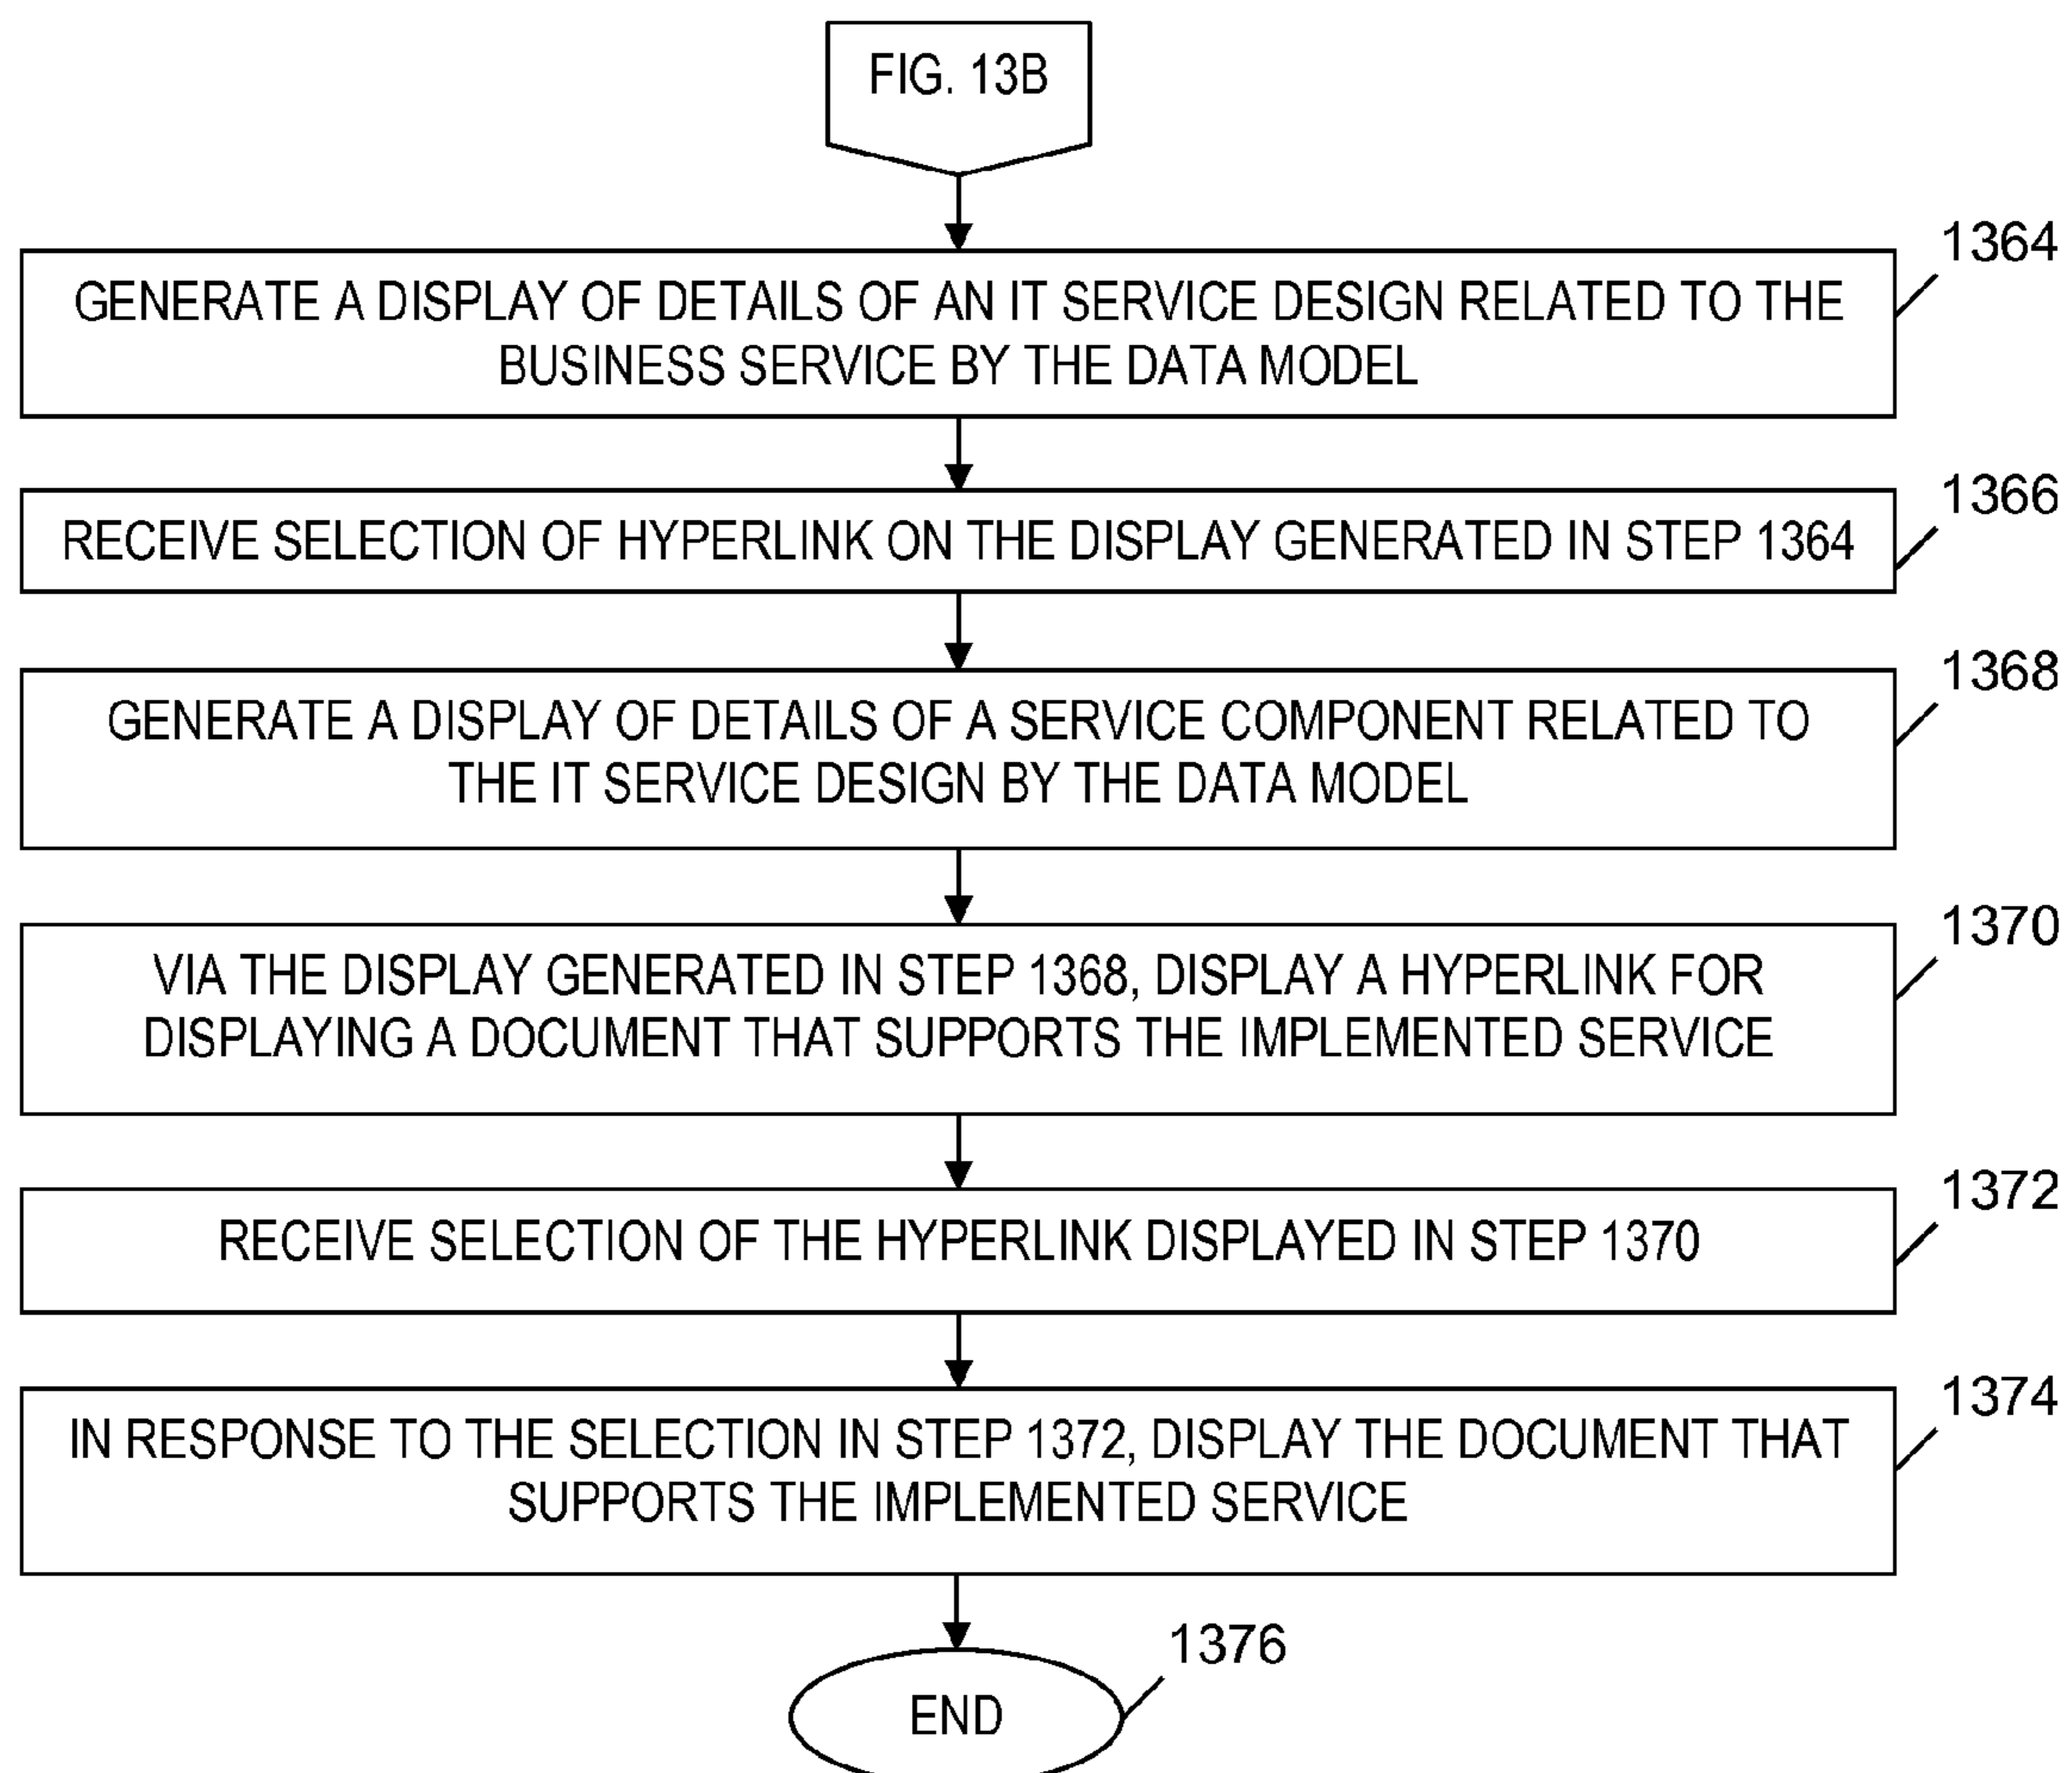 FIG. 13B
1364
GENERATE A DISPLAY OF DETAILS OF AN IT SERVICE DESIGN RELATED TO THE
BUSINESS SERVICE BY THE DATA MODEL
1366
RECEIVE SELECTION OF HYPERLINK ON THE DISPLAY GENERATED IN STEP 1364
1368
GENERATE A DISPLAY OF DETAILS OF A SERVICE COMPONENT RELATED TO
THE IT SERVICE DESIGN BY THE DATA MODEL
1370
VIA THE DISPLAY GENERATED IN STEP 1368, DISPLAY A HYPERLINK FOR
DISPLAYING A DOCUMENT THAT SUPPORTS THE IMPLEMENTED SERVICE
1372
RECEIVE SELECTION OF THE HYPERLINK DISPLAYED IN STEP 1370
1374
IN RESPONSE TO THE SELECTION IN STEP 1372, DISPLAY THE DOCUMENT THAT
SUPPORTS THE IMPLEMENTED SERVICE
1376
END